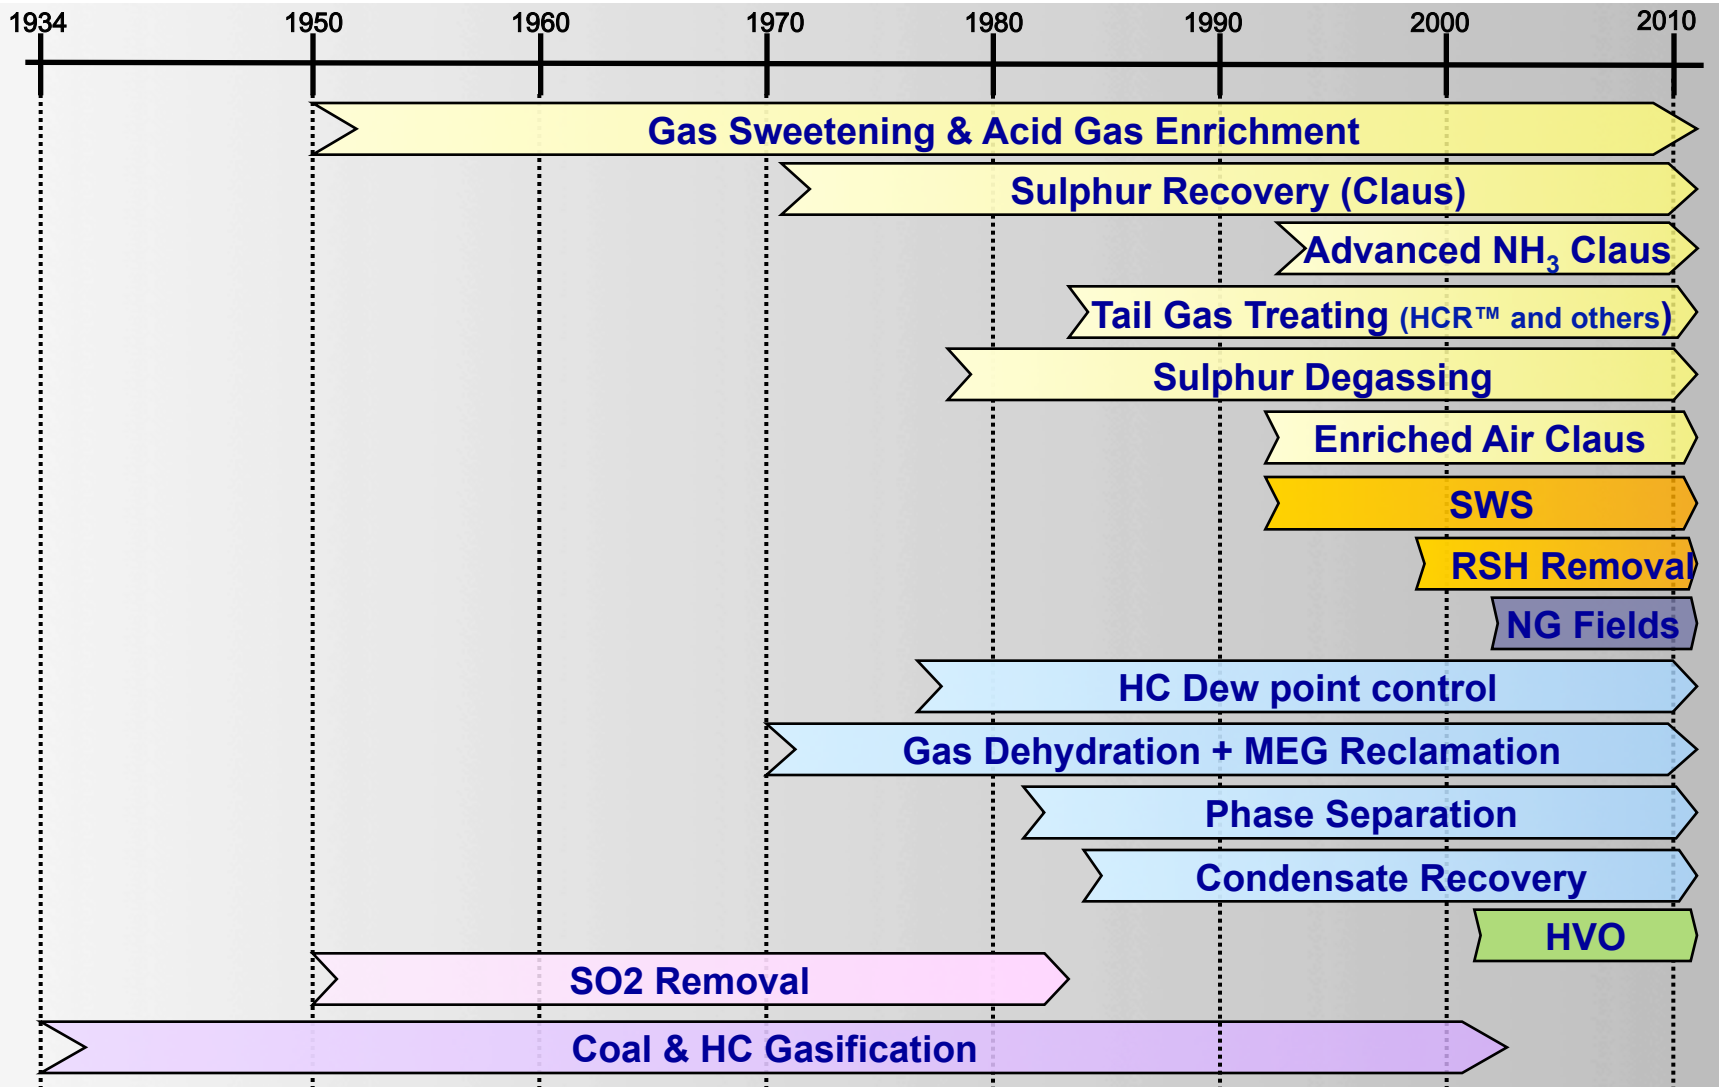 1934 1950 1960 1970 1980 1990 2000 2010
Gas Sweetening & Acid Gas Enrichment
Sulphur Recovery (Claus)
Advanced NH₃ Claus
Tail Gas Treating (HCR™ and others)
Sulphur Degassing
Enriched Air Claus
SWS
RSH Removal
NG Fields
HC Dew point control
Gas Dehydration + MEG Reclamation
Phase Separation
Condensate Recovery
HVO
SO2 Removal
Coal & HC Gasification